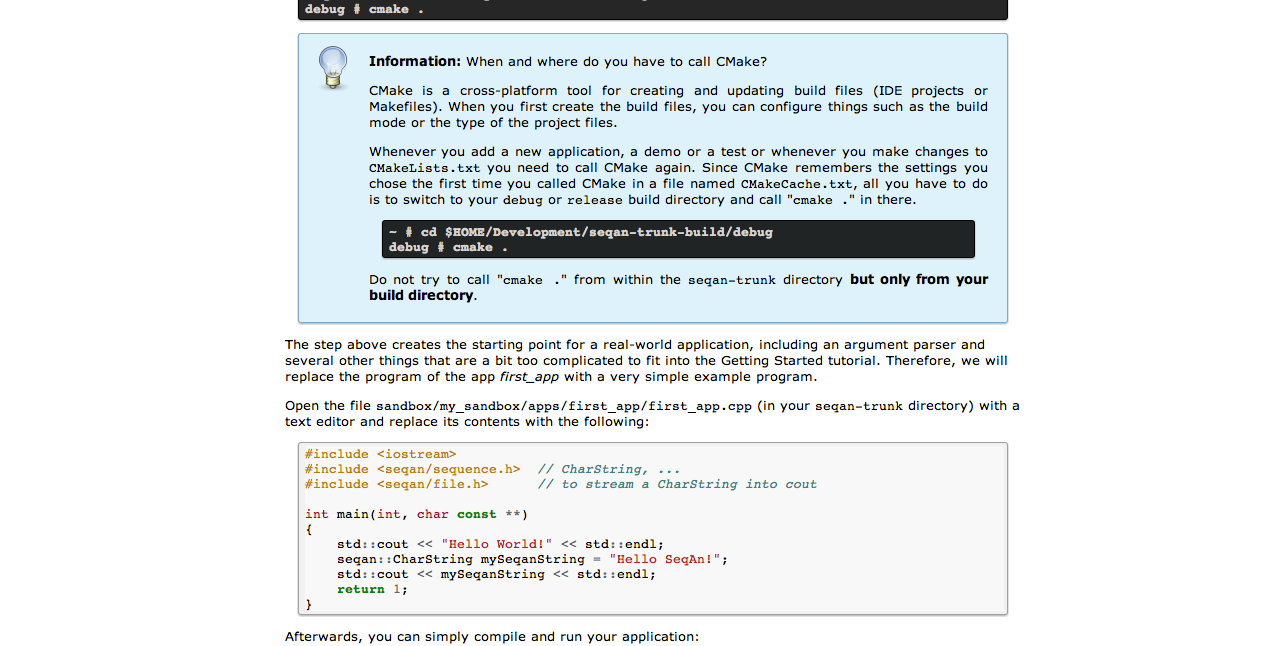 debug # cmake .
Information: When and where do you have to call CMake?
CMake is a cross-platform tool for creating and updating build files (IDE projects or
Makefiles). When you first create the build files, you can configure things such as the build
mode or the type of the project files.
Whenever you add a new application, a demo or a test or whenever you make changes to
CMakeLists.txt you need to call CMake again. Since CMake remembers the settings you
chose the first time you called CMake in a file named CMakeCache.txt, all you have to do
is to switch to your debug or release build directory and call "cmake ." in there.
~ # cd $HOME/Development/seqan-trunk-build/debug
debug # cmake .
Do not try to call "cmake ." from within the seqan-trunk directory but only from your
build directory.
The step above creates the starting point for a real-world application, including an argument parser and
several other things that are a bit too complicated to fit into the Getting Started tutorial. Therefore, we will
replace the program of the app first_app with a very simple example program.
Open the file sandbox/my_sandbox/apps/first_app/first_app.cpp (in your seqan-trunk directory) with a
text editor and replace its contents with the following:
#include <iostream>
#include <seqan/sequence.h>  // CharString, ...
#include <seqan/file.h>      // to stream a CharString into cout
int main(int, char const **)
{
    std::cout << "Hello World!" << std::endl;
    seqan::CharString mySeqanString = "Hello SeqAn!";
    std::cout << mySeqanString << std::endl;
    return 1;
}
Afterwards, you can simply compile and run your application: